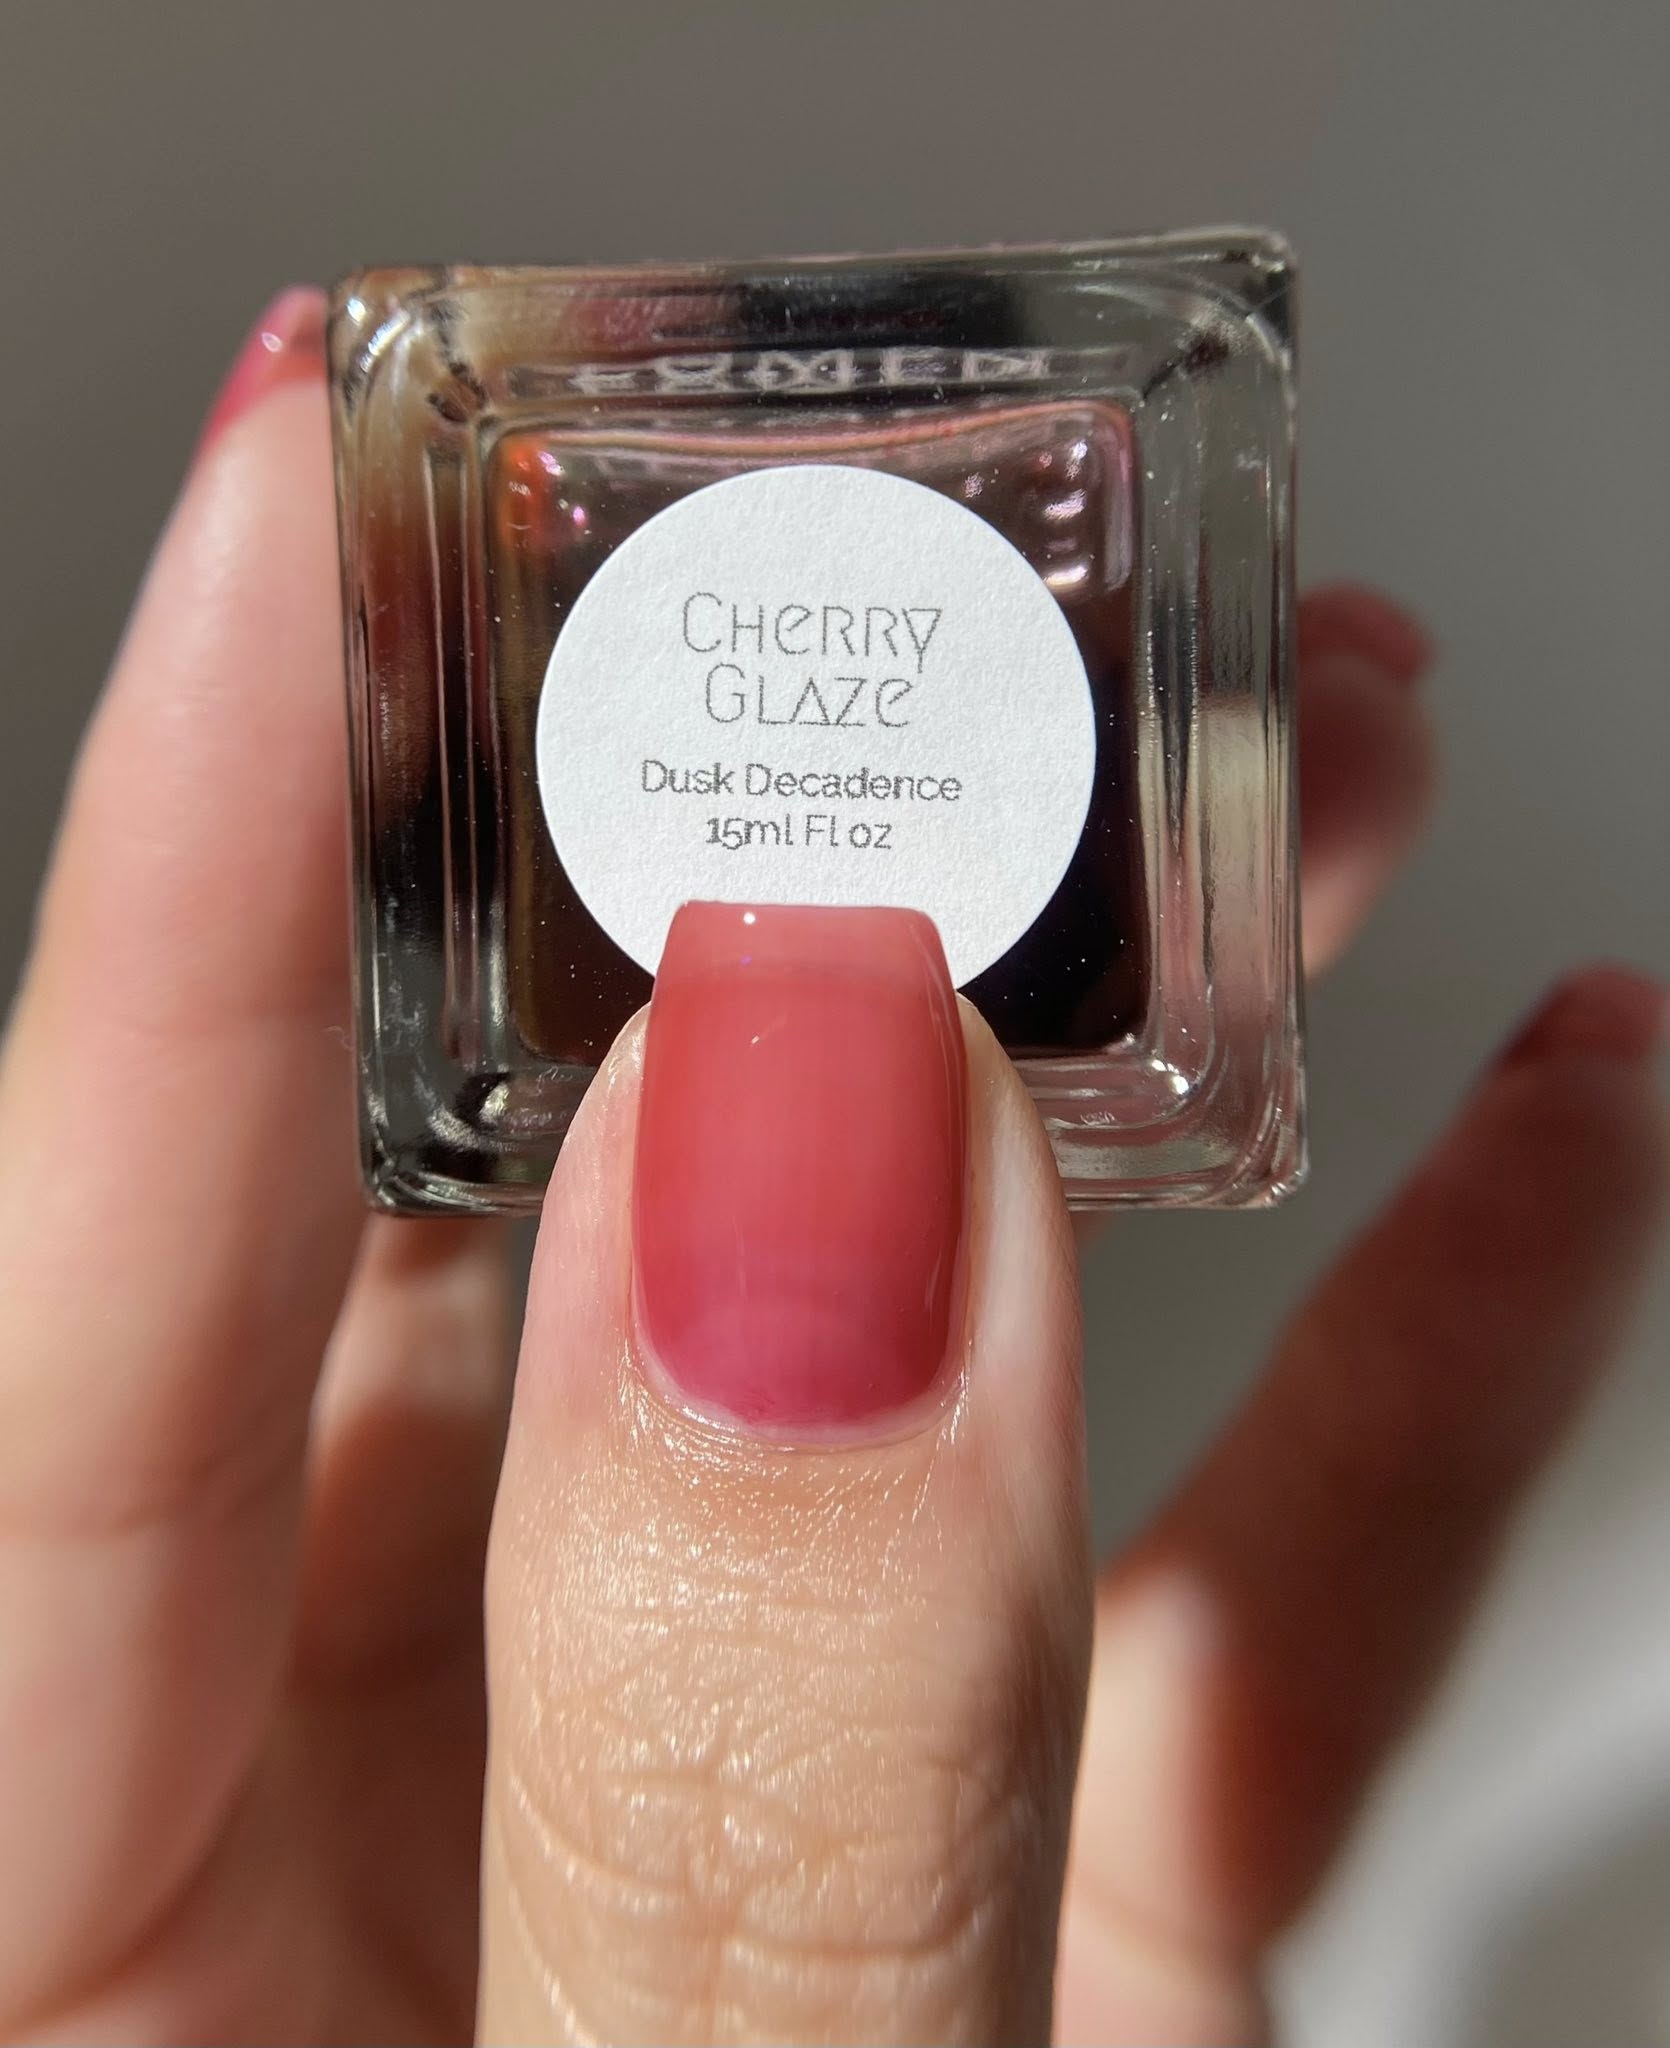 Cherry
Glaze
Dusk Decadence
15ml Fl oz